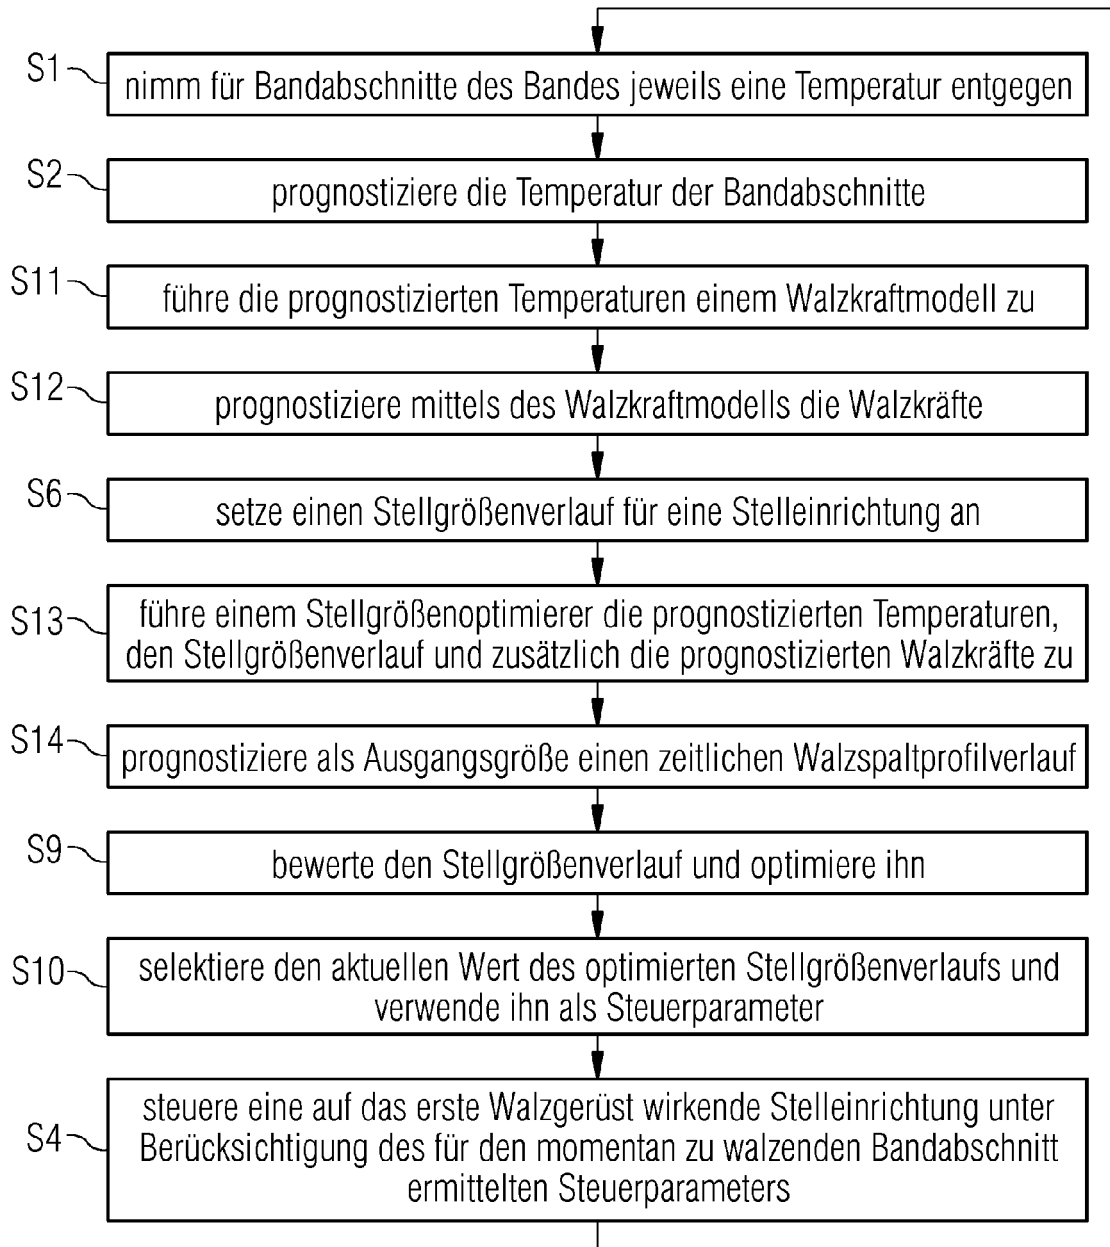 S1
nimm für Bandabschnitte des Bandes jeweils eine Temperatur entgegen
S2
prognostiziere die Temperatur der Bandabschnitte
S11
führe die prognostizierten Temperaturen einem Walzkraftmodell zu
S12
prognostiziere mittels des Walzkraftmodells die Walzkräfte
S6
setze einen Stellgrößenverlauf für eine Stelleinrichtung an
S13
führe einem Stellgrößenoptimierer die prognostizierten Temperaturen,
den Stellgrößenverlauf und zusätzlich die prognostizierten Walzkräfte zu
S14
prognostiziere als Ausgangsgröße einen zeitlichen Walzspaltprofilverlauf
S9
bewerte den Stellgrößenverlauf und optimiere ihn
S10
selektiere den aktuellen Wert des optimierten Stellgrößenverlaufs und
verwende ihn als Steuerparameter
S4
steuere eine auf das erste Walzgerüst wirkende Stelleinrichtung unter
Berücksichtigung des für den momentan zu walzenden Bandabschnitt
ermittelten Steuerparameters